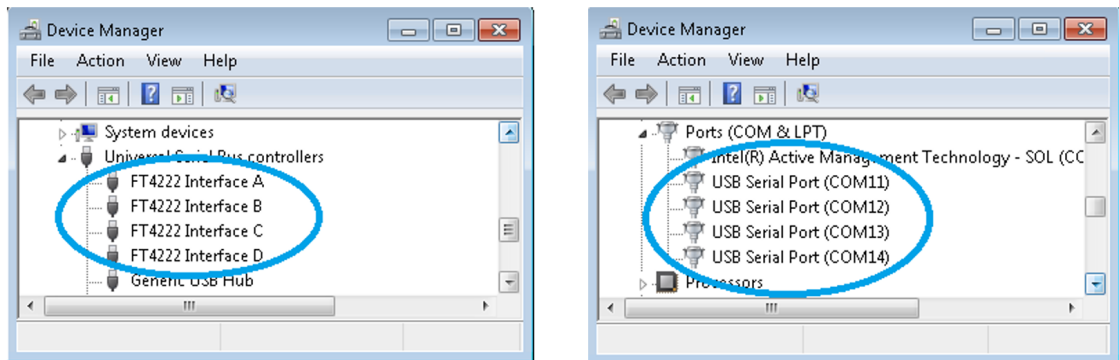 Device Manager
File Action View Help
System devices
Universal Serial Bus controllers
FT4222 Interface A
FT4222 Interface B
FT4222 Interface C
FT4222 Interface D
Generic USB Hub
Device Manager
File Action View Help
Ports (COM & LPT)
Intel(R) Active Management Technology - SOL (CC
USB Serial Port (COM11)
USB Serial Port (COM12)
USB Serial Port (COM13)
USB Serial Port (COM14)
Processors